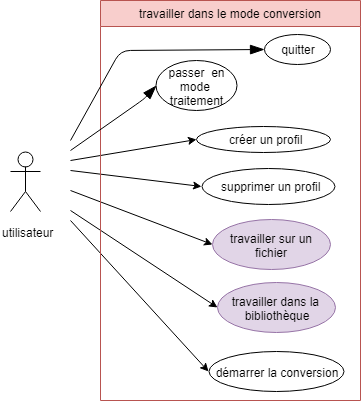 travailler dans le mode conversion
quitter
passer en
mode
traitement
créer un profil
supprimer un profil
utilisateur
travailler sur un
fichier
travailler dans la
bibliothèque
démarrer la conversion